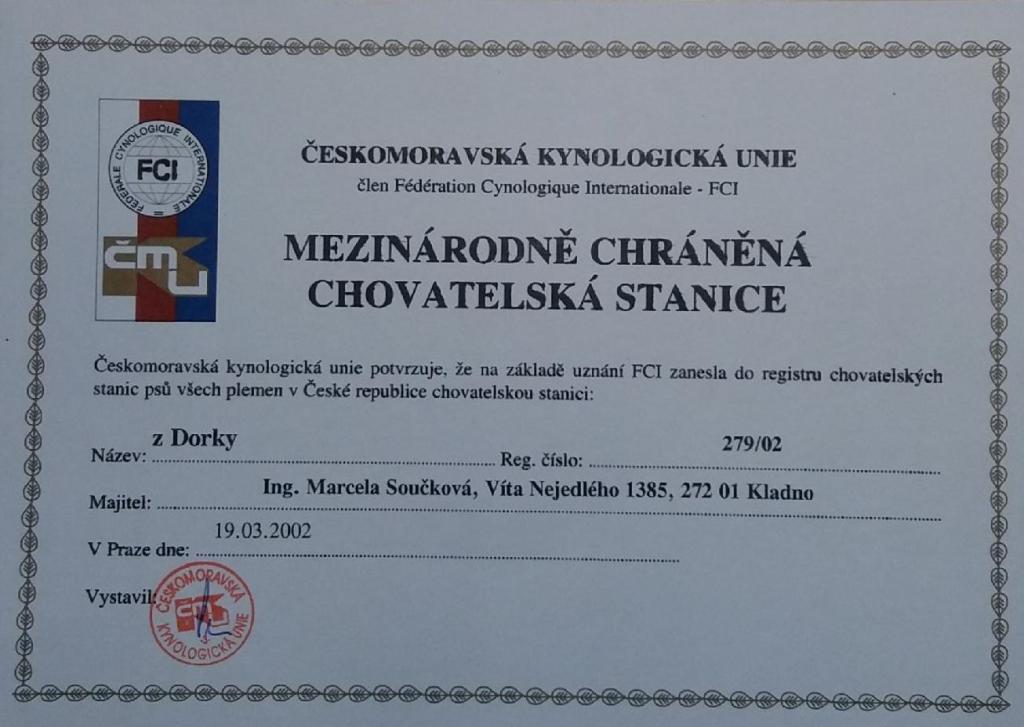 FÉDÉRALE CYNOLOGIQUE INTERNATIONALE
FCI
čmu
ČESKOMORAVSKÁ KYNOLOGICKÁ UNIE
člen Fédération Cynologique Internationale - FCI
MEZINÁRODNĚ CHRÁNĚNÁ
CHOVATELSKÁ STANICE
Českomoravská kynologická unie potvrzuje, že na základě uznání FCI zanesla do registru chovatelských
stanic psů všech plemen v České republice chovatelskou stanici:
Název: z Dorky Reg. číslo: 279/02
Majitel: Ing. Marcela Součková, Víta Nejedlého 1385, 272 01 Kladno
V Praze dne: 19.03.2002
Vystavil:
ČESKOMORAVSKÁ
čmu
KYNOLOGICKÁ UNIE